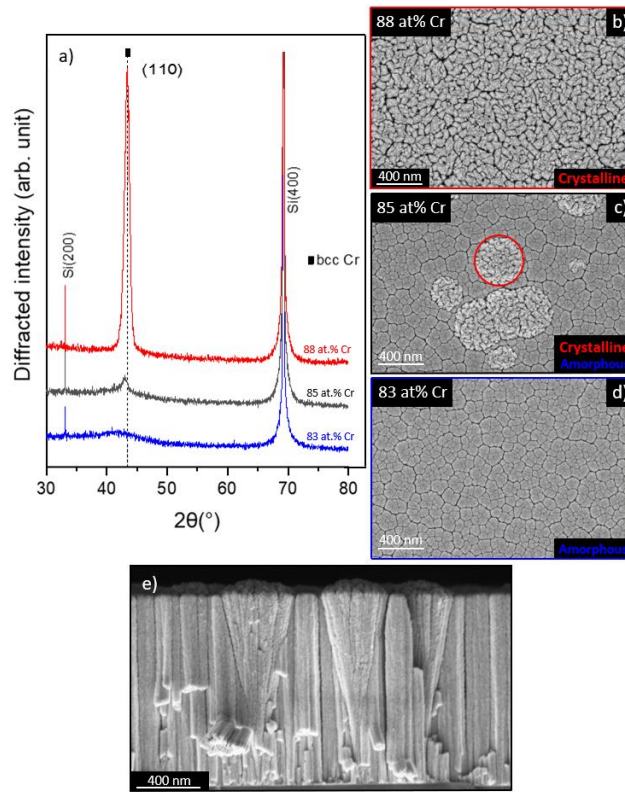 a)
(110)
Diffracted intensity (arb. unit)
Si(200)
Si(400)
■bcc Cr
88 at.% Cr
85 at.% Cr
83 at.% Cr
30 40 50 60 70 80
2θ(°)
88 at% Cr
b)
400 nm
Crystalline
85 at% Cr
c)
400 nm
Crystalline
Amorphous
83 at% Cr
d)
400 nm
Amorphous
e)
400 nm